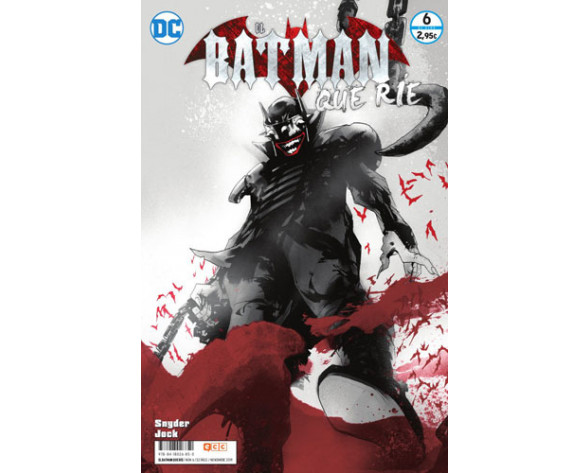 DC
6
2,95€
EL
BATMAN
QUE RÍE
Snyder
Jock
ecc